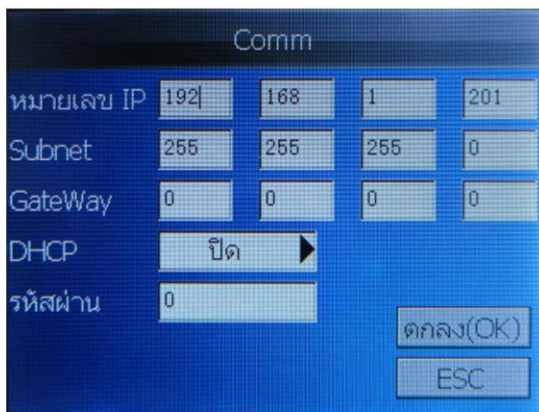 Comm
หมายเลข IP 192 168 1 201
Subnet 255 255 255 0
GateWay 0 0 0 0
DHCP ปิด
รหัสผ่าน 0
ตกลง(OK)
ESC